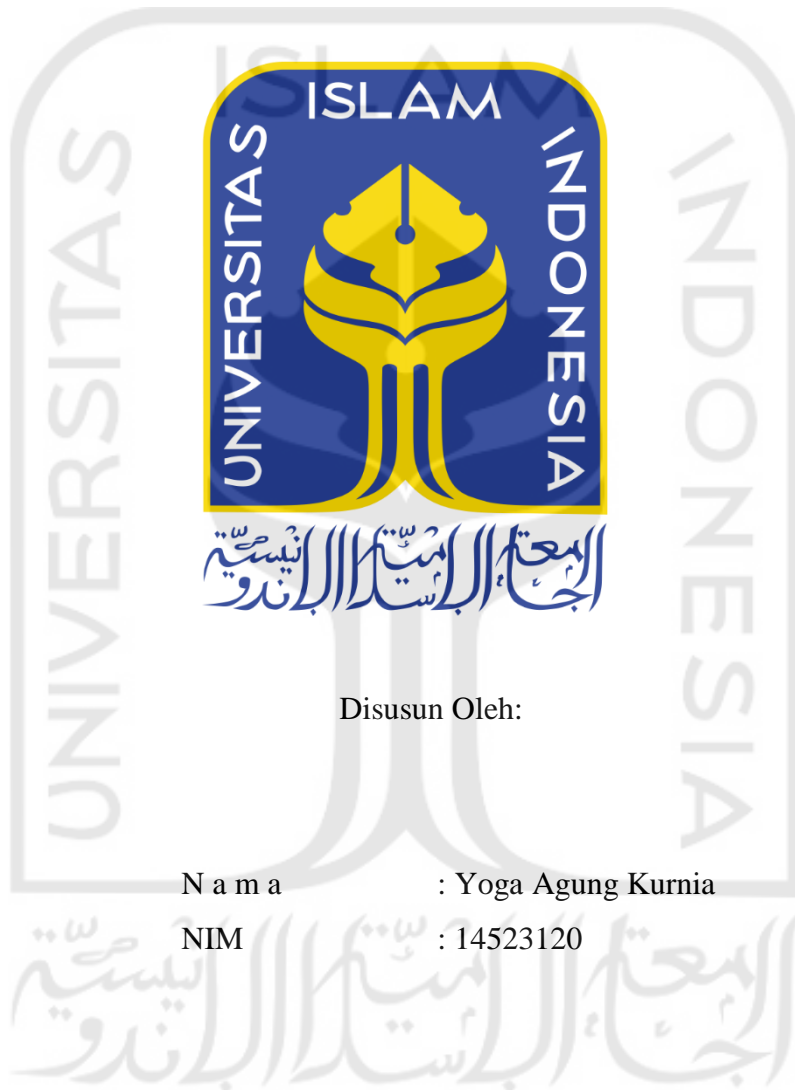 UNIVERSITAS ISLAM INDONESIA
الجامعة الإسلامية الإندونيسية
Disusun Oleh:
N a m a : Yoga Agung Kurnia
NIM : 14523120